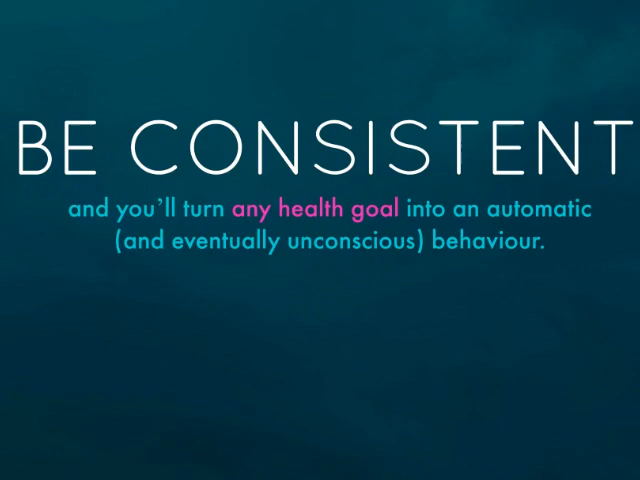 BE CONSISTENT
and you’ll turn any health goal into an automatic
(and eventually unconscious) behaviour.